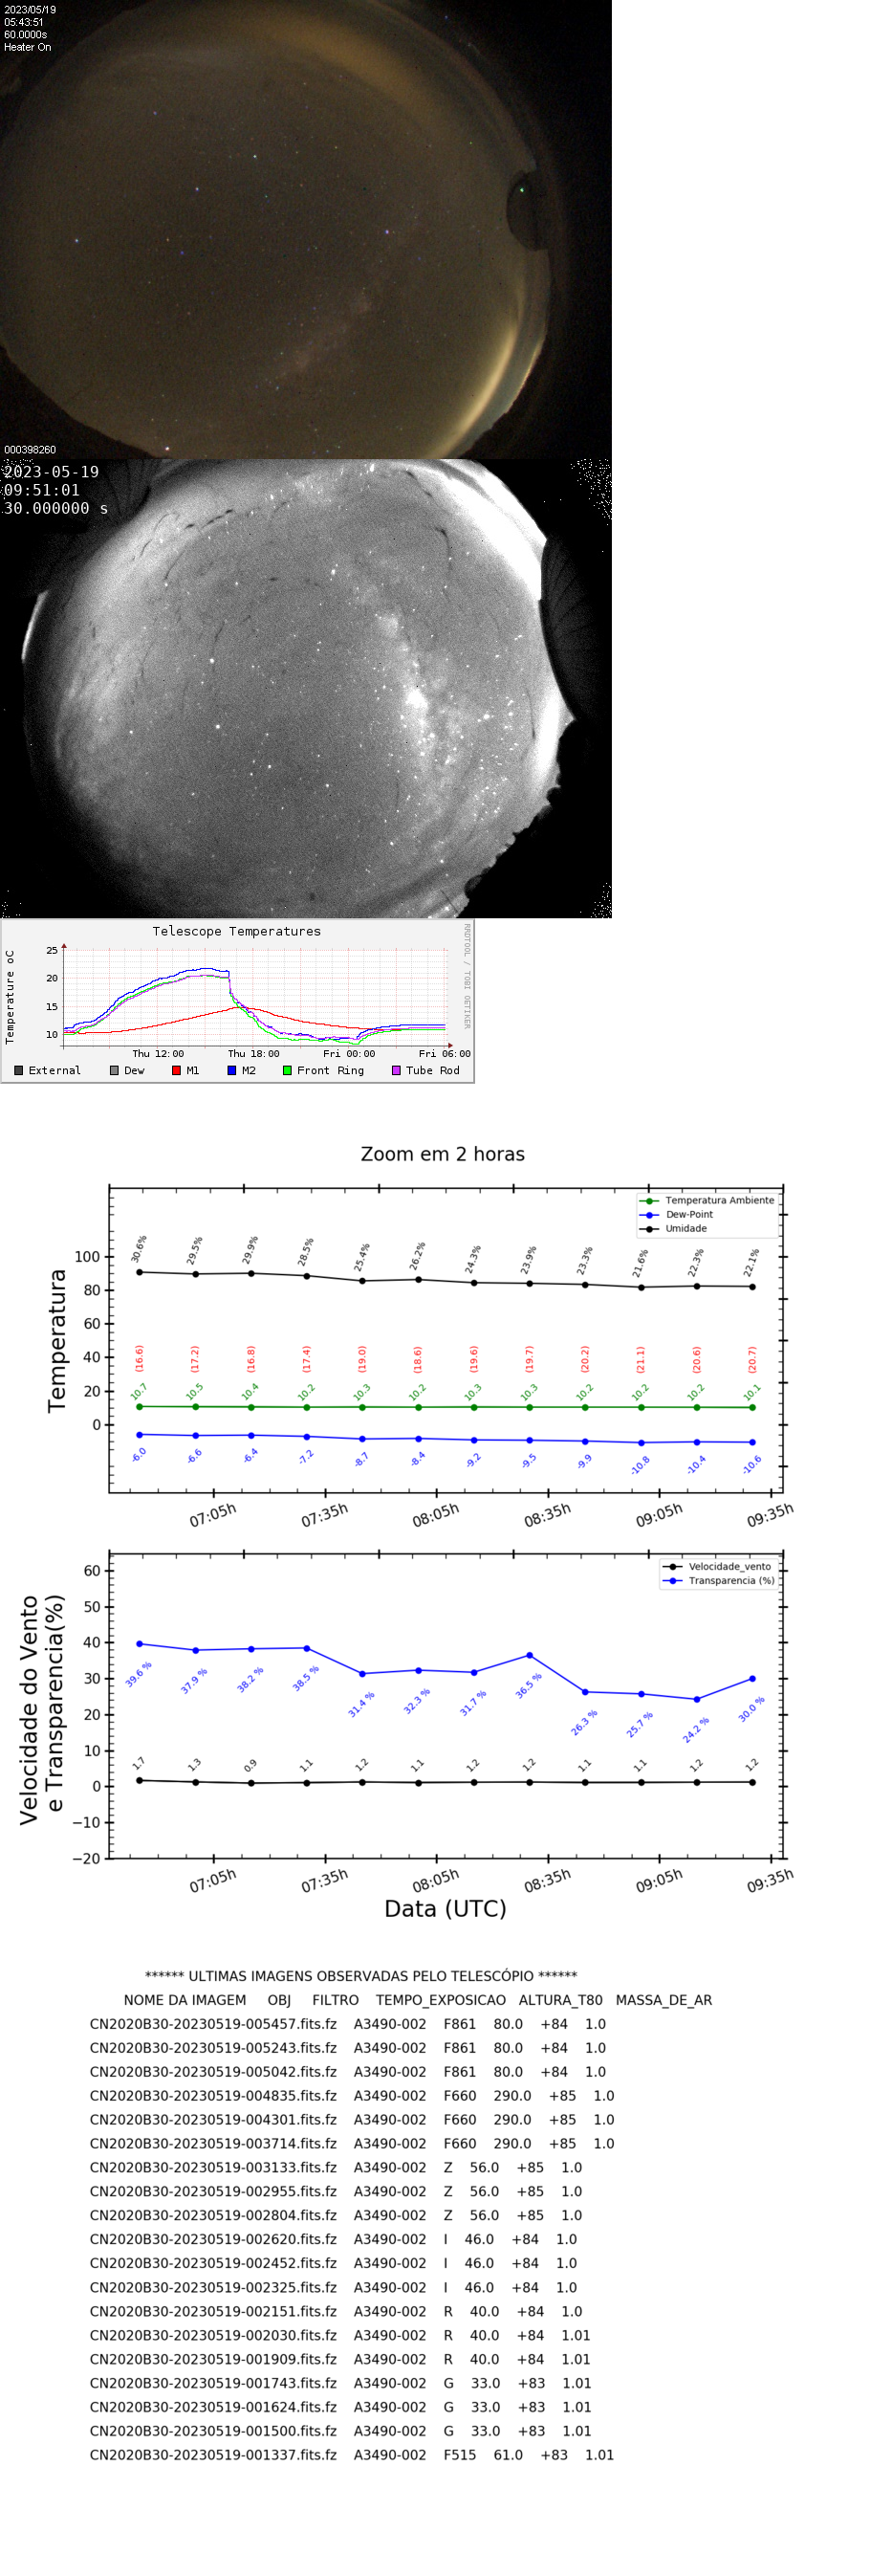 2023/05/19
05:43:51
60.0000s
Heater On
000398260
2023-05-19
09:51:01
30.000000 s
Telescope Temperatures
RRDTOOL / TOBI OETIKER
Temperature oC
25
20
15
10
Thu 12:00 Thu 18:00 Fri 00:00 Fri 06:00
External Dew M1 M2 Front Ring Tube Rod
Zoom em 2 horas
Temperatura Ambiente
Dew-Point
Umidade
Temperatura
100
80
60
40
20
0
30.6% 29.5% 29.9% 28.5% 25.4% 26.2% 24.3% 23.9% 23.3% 21.6% 22.3% 22.1%
(16.6) (17.2) (16.8) (17.4) (19.0) (18.6) (19.6) (19.7) (20.2) (21.1) (20.6) (20.7)
10.7 10.5 10.4 10.2 10.3 10.2 10.3 10.3 10.2 10.2 10.2 10.1
-6.0 -6.6 -6.4 -7.2 -8.7 -8.4 -9.2 -9.5 -9.9 -10.8 -10.4 -10.6
07:05h 07:35h 08:05h 08:35h 09:05h 09:35h
Velocidade_vento
Transparencia (%)
Velocidade do Vento
e Transparencia(%)
60
50
40
30
20
10
0
−10
−20
39.6 % 37.9 % 38.2 % 38.5 % 31.4 % 32.3 % 31.7 % 36.5 % 26.3 % 25.7 % 24.2 % 30.0 %
1.7 1.3 0.9 1.1 1.2 1.1 1.2 1.2 1.1 1.1 1.2 1.2
07:05h 07:35h 08:05h 08:35h 09:05h 09:35h
Data (UTC)
****** ULTIMAS IMAGENS OBSERVADAS PELO TELESCÓPIO ******
NOME DA IMAGEM OBJ FILTRO TEMPO_EXPOSICAO ALTURA_T80 MASSA_DE_AR
CN2020B30-20230519-005457.fits.fz A3490-002 F861 80.0 +84 1.0
CN2020B30-20230519-005243.fits.fz A3490-002 F861 80.0 +84 1.0
CN2020B30-20230519-005042.fits.fz A3490-002 F861 80.0 +84 1.0
CN2020B30-20230519-004835.fits.fz A3490-002 F660 290.0 +85 1.0
CN2020B30-20230519-004301.fits.fz A3490-002 F660 290.0 +85 1.0
CN2020B30-20230519-003714.fits.fz A3490-002 F660 290.0 +85 1.0
CN2020B30-20230519-003133.fits.fz A3490-002 Z 56.0 +85 1.0
CN2020B30-20230519-002955.fits.fz A3490-002 Z 56.0 +85 1.0
CN2020B30-20230519-002804.fits.fz A3490-002 Z 56.0 +85 1.0
CN2020B30-20230519-002620.fits.fz A3490-002 I 46.0 +84 1.0
CN2020B30-20230519-002452.fits.fz A3490-002 I 46.0 +84 1.0
CN2020B30-20230519-002325.fits.fz A3490-002 I 46.0 +84 1.0
CN2020B30-20230519-002151.fits.fz A3490-002 R 40.0 +84 1.0
CN2020B30-20230519-002030.fits.fz A3490-002 R 40.0 +84 1.01
CN2020B30-20230519-001909.fits.fz A3490-002 R 40.0 +84 1.01
CN2020B30-20230519-001743.fits.fz A3490-002 G 33.0 +83 1.01
CN2020B30-20230519-001624.fits.fz A3490-002 G 33.0 +83 1.01
CN2020B30-20230519-001500.fits.fz A3490-002 G 33.0 +83 1.01
CN2020B30-20230519-001337.fits.fz A3490-002 F515 61.0 +83 1.01